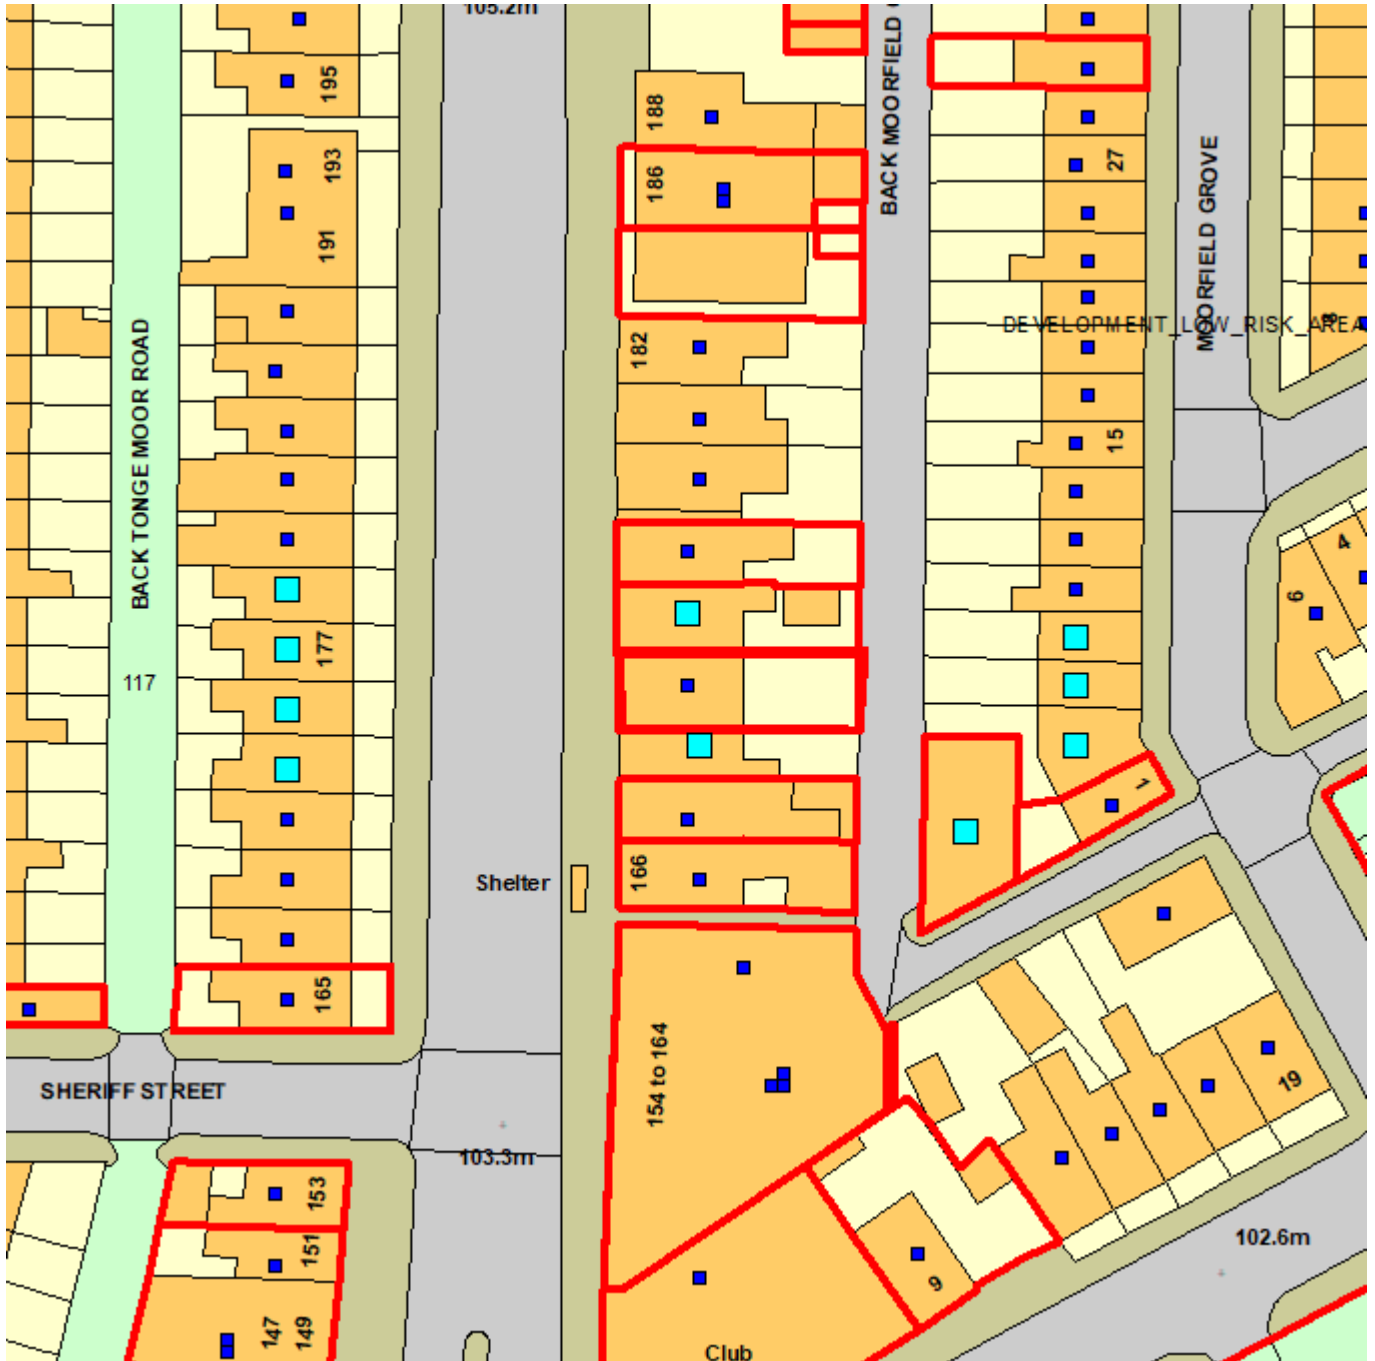 105.2m
BACK MOORFIELD G
195
188
193
27
186
MOORFIELD GROVE
191
DEVELOPMENT_LOW_RISK_AREA
182
BACK TONGE MOOR ROAD
15
4
6
177
117
1
166
Shelter
165
154 to 164
SHERIFF STREET
19
103.3m
153
151
102.6m
9
147
149
Club